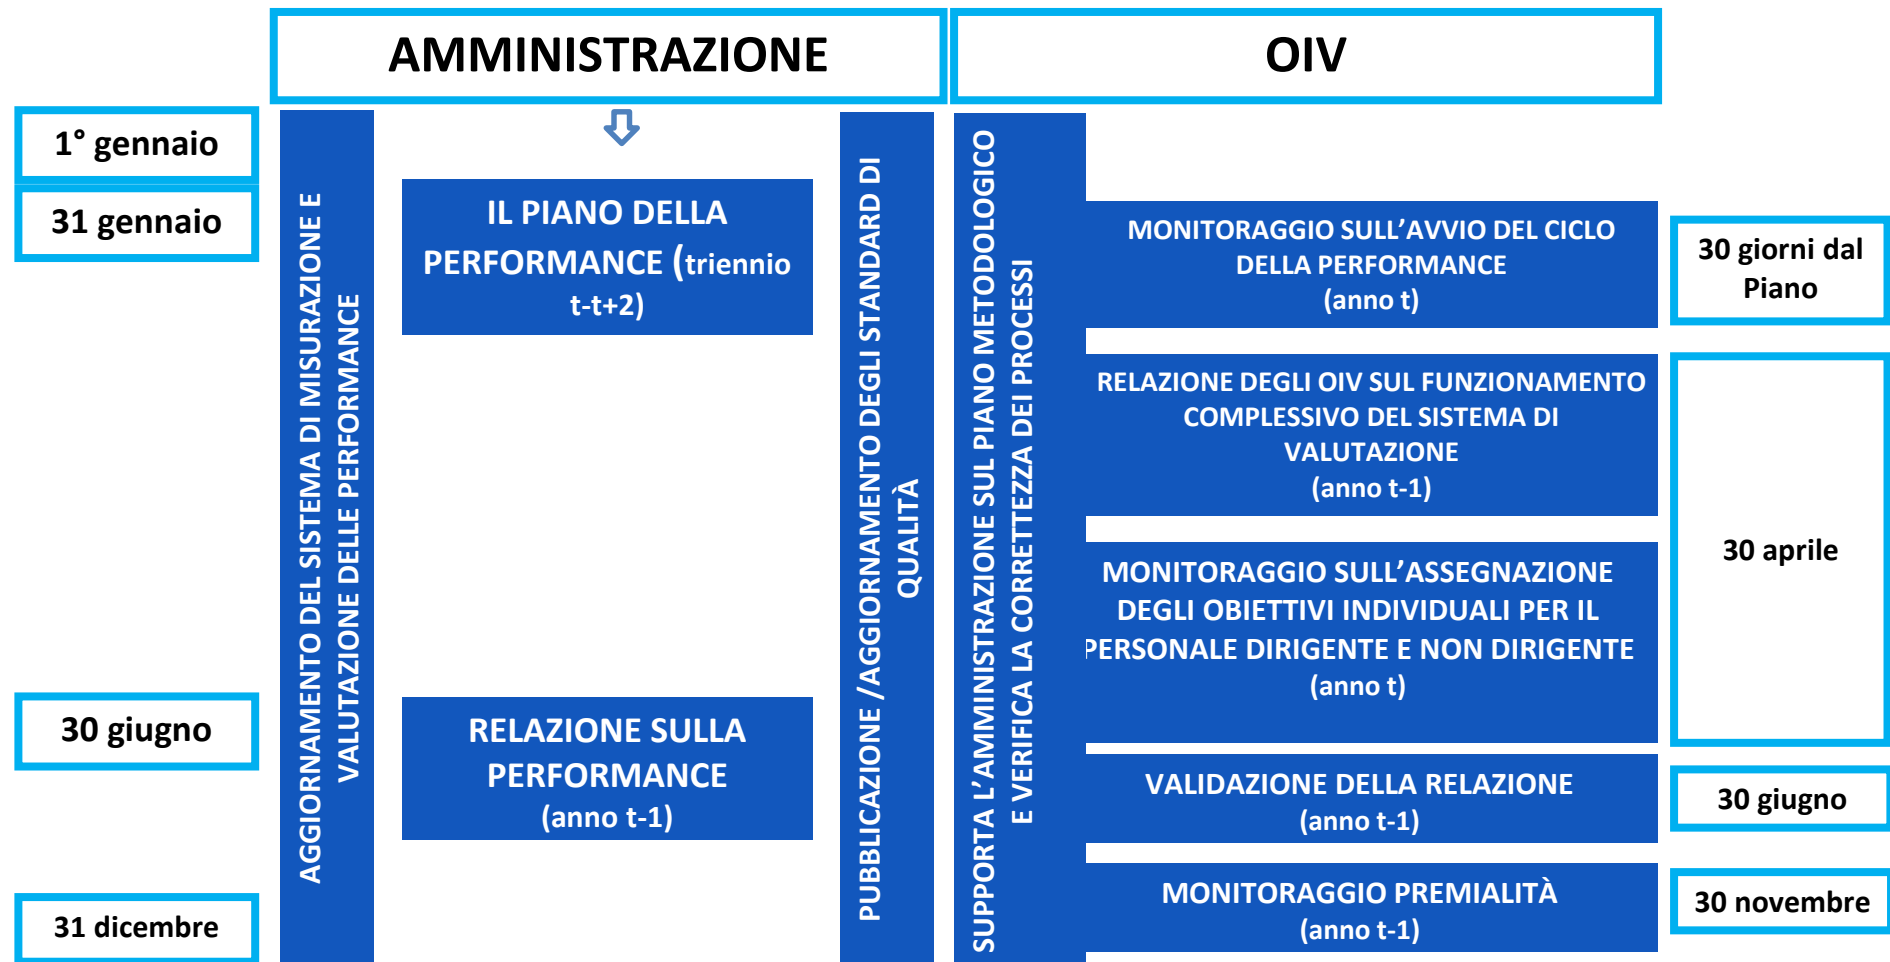 AMMINISTRAZIONE
OIV
1° gennaio
31 gennaio
30 giugno
31 dicembre
AGGIORNAMENTO DEL SISTEMA DI MISURAZIONE E
VALUTAZIONE DELLE PERFORMANCE
IL PIANO DELLA
PERFORMANCE (triennio
t-t+2)
RELAZIONE SULLA
PERFORMANCE
(anno t-1)
PUBBLICAZIONE /AGGIORNAMENTO DEGLI STANDARD DI
QUALITÀ
SUPPORTA L’AMMINISTRAZIONE SUL PIANO METODOLOGICO
E VERIFICA LA CORRETTEZZA DEI PROCESSI
MONITORAGGIO SULL’AVVIO DEL CICLO
DELLA PERFORMANCE
(anno t)
30 giorni dal
Piano
RELAZIONE DEGLI OIV SUL FUNZIONAMENTO
COMPLESSIVO DEL SISTEMA DI
VALUTAZIONE
(anno t-1)
MONITORAGGIO SULL’ASSEGNAZIONE
DEGLI OBIETTIVI INDIVIDUALI PER IL
PERSONALE DIRIGENTE E NON DIRIGENTE
(anno t)
30 aprile
VALIDAZIONE DELLA RELAZIONE
(anno t-1)
30 giugno
MONITORAGGIO PREMIALITÀ
(anno t-1)
30 novembre